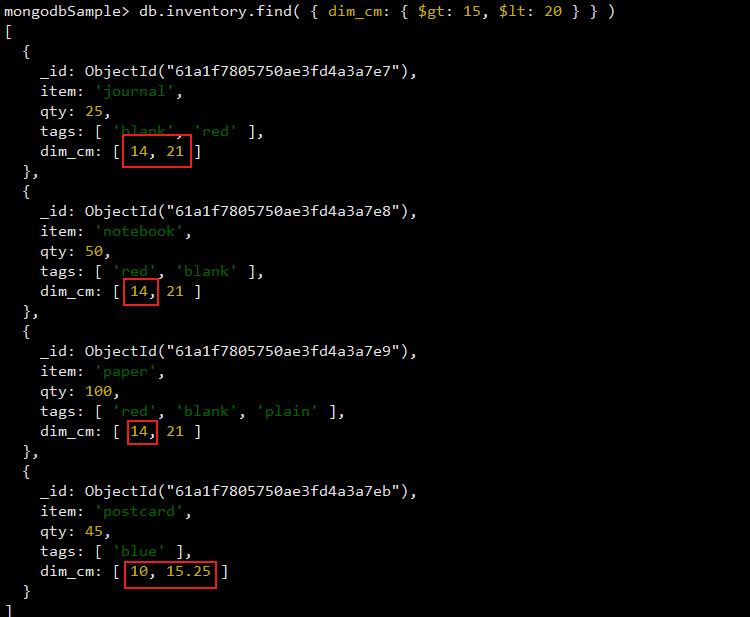 mongodbSample> db.inventory.find( { dim_cm: { $gt: 15, $lt: 20 } } )
[
  {
    _id: ObjectId("61a1f7805750ae3fd4a3a7e7"),
    item: 'journal',
    qty: 25,
    tags: [ 'blank', 'red' ],
    dim_cm: [ 14, 21 ]
  },
  {
    _id: ObjectId("61a1f7805750ae3fd4a3a7e8"),
    item: 'notebook',
    qty: 50,
    tags: [ 'red', 'blank' ],
    dim_cm: [ 14, 21 ]
  },
  {
    _id: ObjectId("61a1f7805750ae3fd4a3a7e9"),
    item: 'paper',
    qty: 100,
    tags: [ 'red', 'blank', 'plain' ],
    dim_cm: [ 14, 21 ]
  },
  {
    _id: ObjectId("61a1f7805750ae3fd4a3a7eb"),
    item: 'postcard',
    qty: 45,
    tags: [ 'blue' ],
    dim_cm: [ 10, 15.25 ]
  }
]